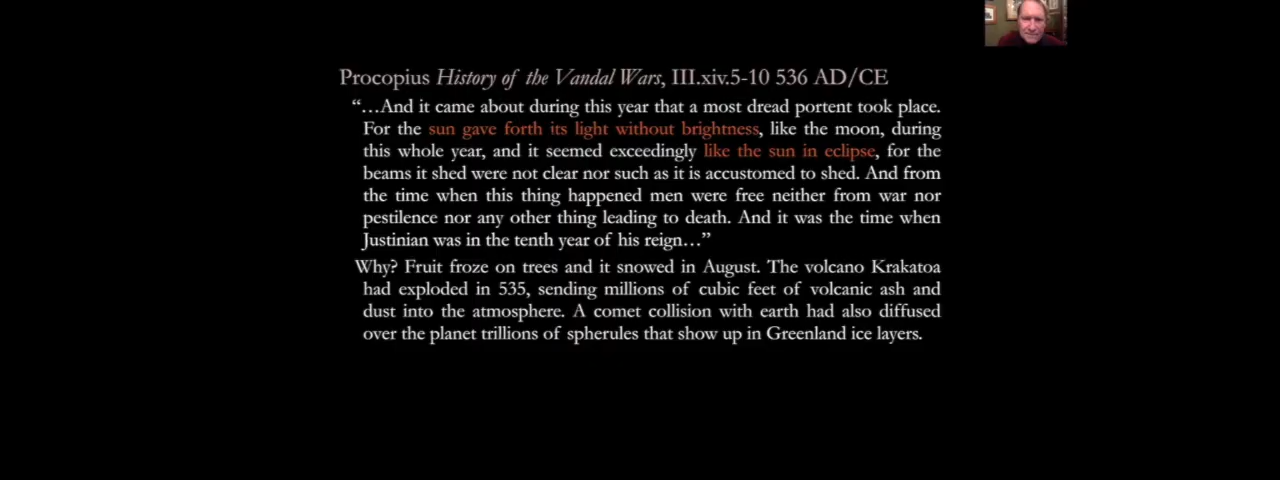 Procopius History of the Vandal Wars, III.xiv.5-10 536 AD/CE
“…And it came about during this year that a most dread portent took place.
For the sun gave forth its light without brightness, like the moon, during
this whole year, and it seemed exceedingly like the sun in eclipse, for the
beams it shed were not clear nor such as it is accustomed to shed. And from
the time when this thing happened men were free neither from war nor
pestilence nor any other thing leading to death. And it was the time when
Justinian was in the tenth year of his reign…”
Why? Fruit froze on trees and it snowed in August. The volcano Krakatoa
had exploded in 535, sending millions of cubic feet of volcanic ash and
dust into the atmosphere. A comet collision with earth had also diffused
over the planet trillions of spherules that show up in Greenland ice layers.